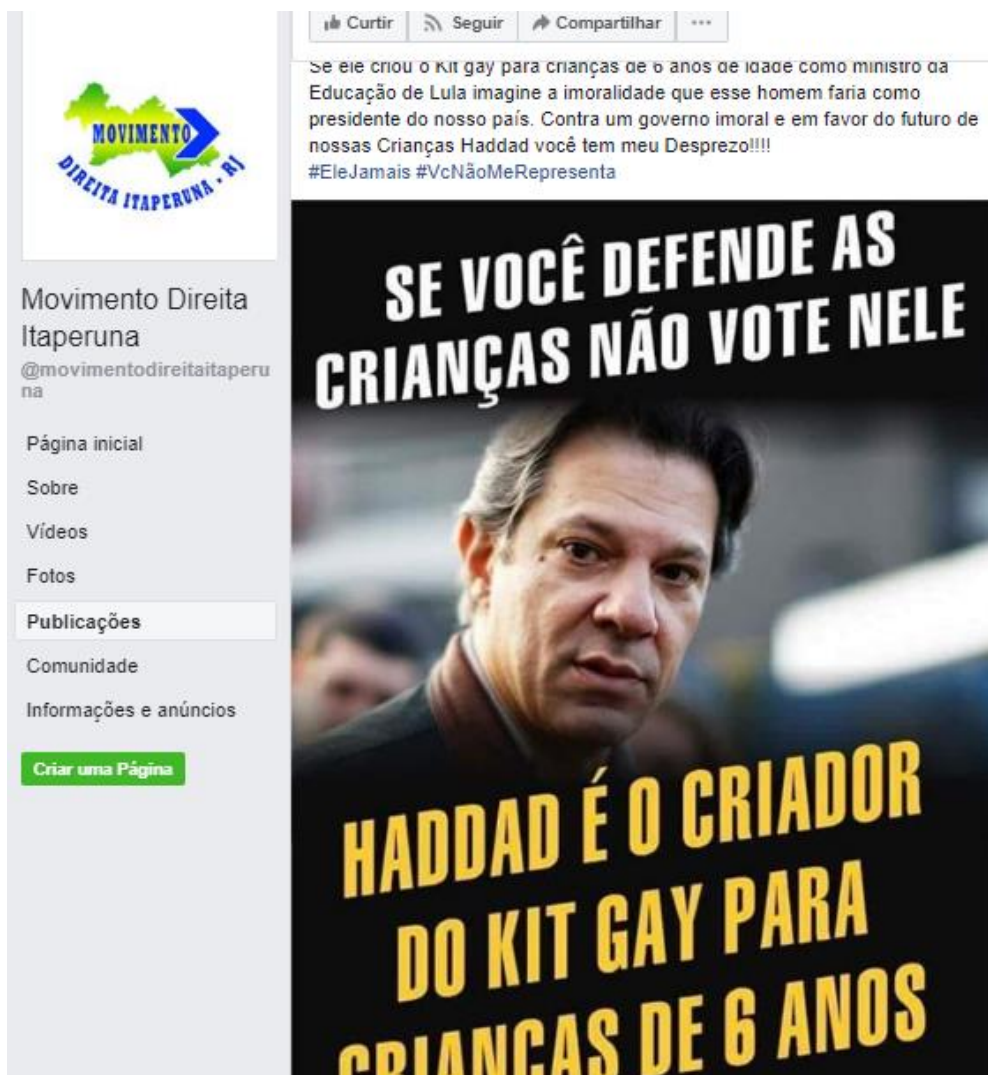 Curtir Seguir Compartilhar ...
Se ele criou o Kit gay para crianças de 6 anos de idade como ministro da
Educação de Lula imagine a imoralidade que esse homem faria como
presidente do nosso país. Contra um governo imoral e em favor do futuro de
nossas Crianças Haddad você tem meu Desprezo!!!!
#EleJamais #VcNãoMeRepresenta
MOVIMENTO
DIREITA ITAPERUNA - RJ
Movimento Direita
Itaperuna
@movimentodireitaitaperu
na
Página inicial
Sobre
Vídeos
Fotos
Publicações
Comunidade
Informações e anúncios
Criar uma Página
SE VOCÊ DEFENDE AS
CRIANÇAS NÃO VOTE NELE
HADDAD É O CRIADOR
DO KIT GAY PARA
CRIANÇAS DE 6 ANOS